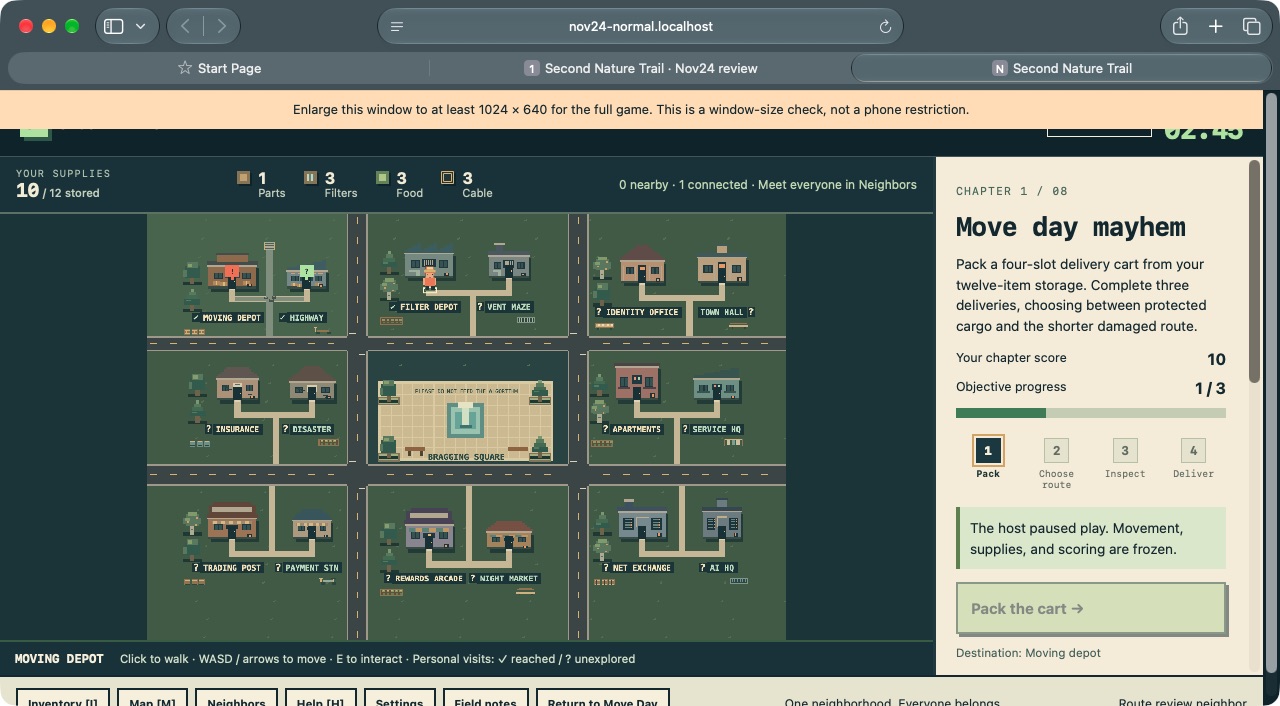 nov24-normal.localhost
Start Page
1 Second Nature Trail · Nov24 review
N Second Nature Trail
Enlarge this window to at least 1024 × 640 for the full game. This is a window-size check, not a phone restriction.
02:45
YOUR SUPPLIES
10 / 12 stored
1 Parts
3 Filters
3 Food
3 Cable
0 nearby · 1 connected · Meet everyone in Neighbors
! ?
✓ MOVING DEPOT ✓ HIGHWAY
✓ FILTER DEPOT ? VENT MAZE
? IDENTITY OFFICE TOWN HALL ?
? INSURANCE ? DISASTER
PLEASE DO NOT FEED THE ALGORITHM
BRAGGING SQUARE
? APARTMENTS ? SERVICE HQ
? TRADING POST ? PAYMENT STN
? REWARDS ARCADE ? NIGHT MARKET
? NET EXCHANGE ? AI HQ
MOVING DEPOT Click to walk · WASD / arrows to move · E to interact · Personal visits: ✓ reached / ? unexplored
CHAPTER 1 / 08
Move day mayhem
Pack a four-slot delivery cart from your
twelve-item storage. Complete three
deliveries, choosing between protected
cargo and the shorter damaged route.
Your chapter score 10
Objective progress 1 / 3
1 2 3 4
Pack Choose route Inspect Deliver
The host paused play. Movement,
supplies, and scoring are frozen.
Pack the cart →
Destination: Moving depot
Inventory [I] Map [M] Neighbors Help [H] Settings Field notes Return to Move Day
One neighborhood. Everyone belongs.
Route review neighbor